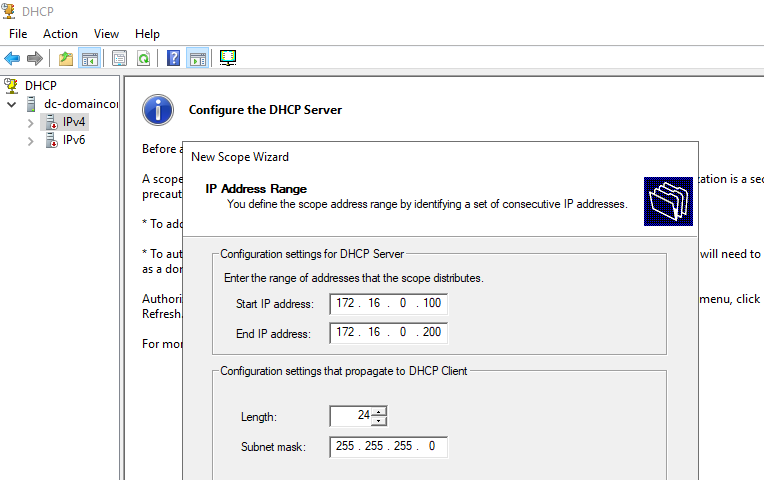 DHCP
File Action View Help
DHCP
dc-domaincor
IPv4
IPv6
Configure the DHCP Server
Before a
A scope
zation is a sec
precaut
* To add
* To aut
will need to
as a dor
Authori
menu, click
Refresh.
For mor
New Scope Wizard
IP Address Range
You define the scope address range by identifying a set of consecutive IP addresses.
Configuration settings for DHCP Server
Enter the range of addresses that the scope distributes.
Start IP address: 172 . 16 . 0 . 100
End IP address: 172 . 16 . 0 . 200
Configuration settings that propagate to DHCP Client
Length: 24
Subnet mask: 255 . 255 . 255 . 0